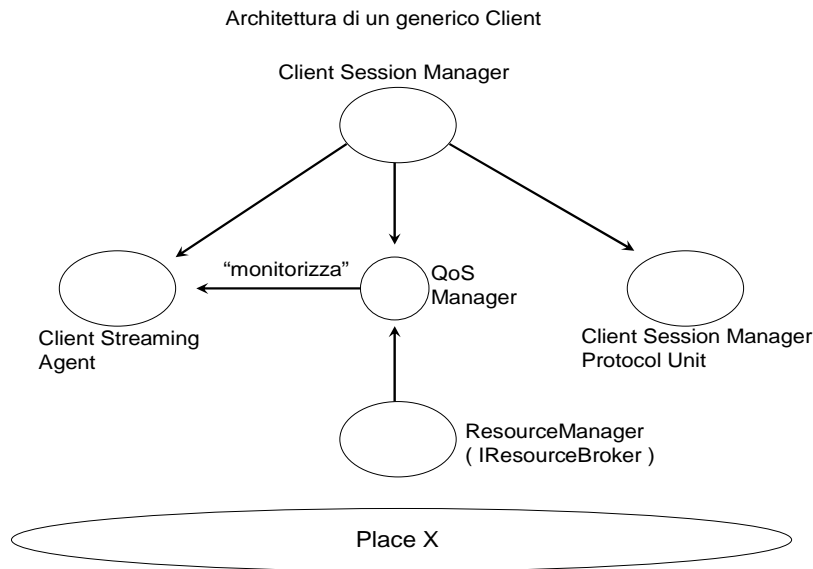 Architettura di un generico Client
Client Session Manager
“monitorizza”
QoS
Manager
Client Streaming
Agent
Client Session Manager
Protocol Unit
ResourceManager
( IResourceBroker )
Place X